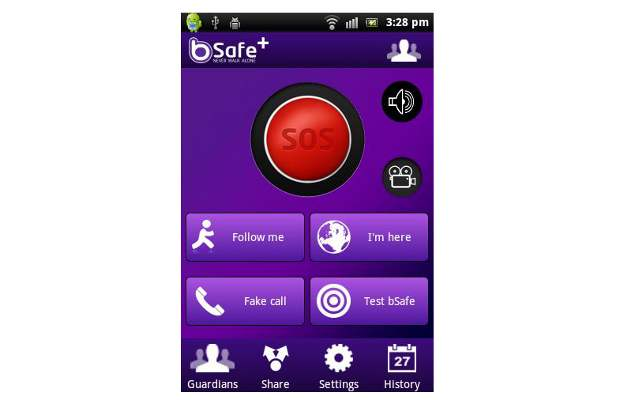 3:28 pm
bSafe+
NEVER WALK ALONE
SOS
Follow me
I'm here
Fake call
Test bSafe
27
Guardians
Share
Settings
History